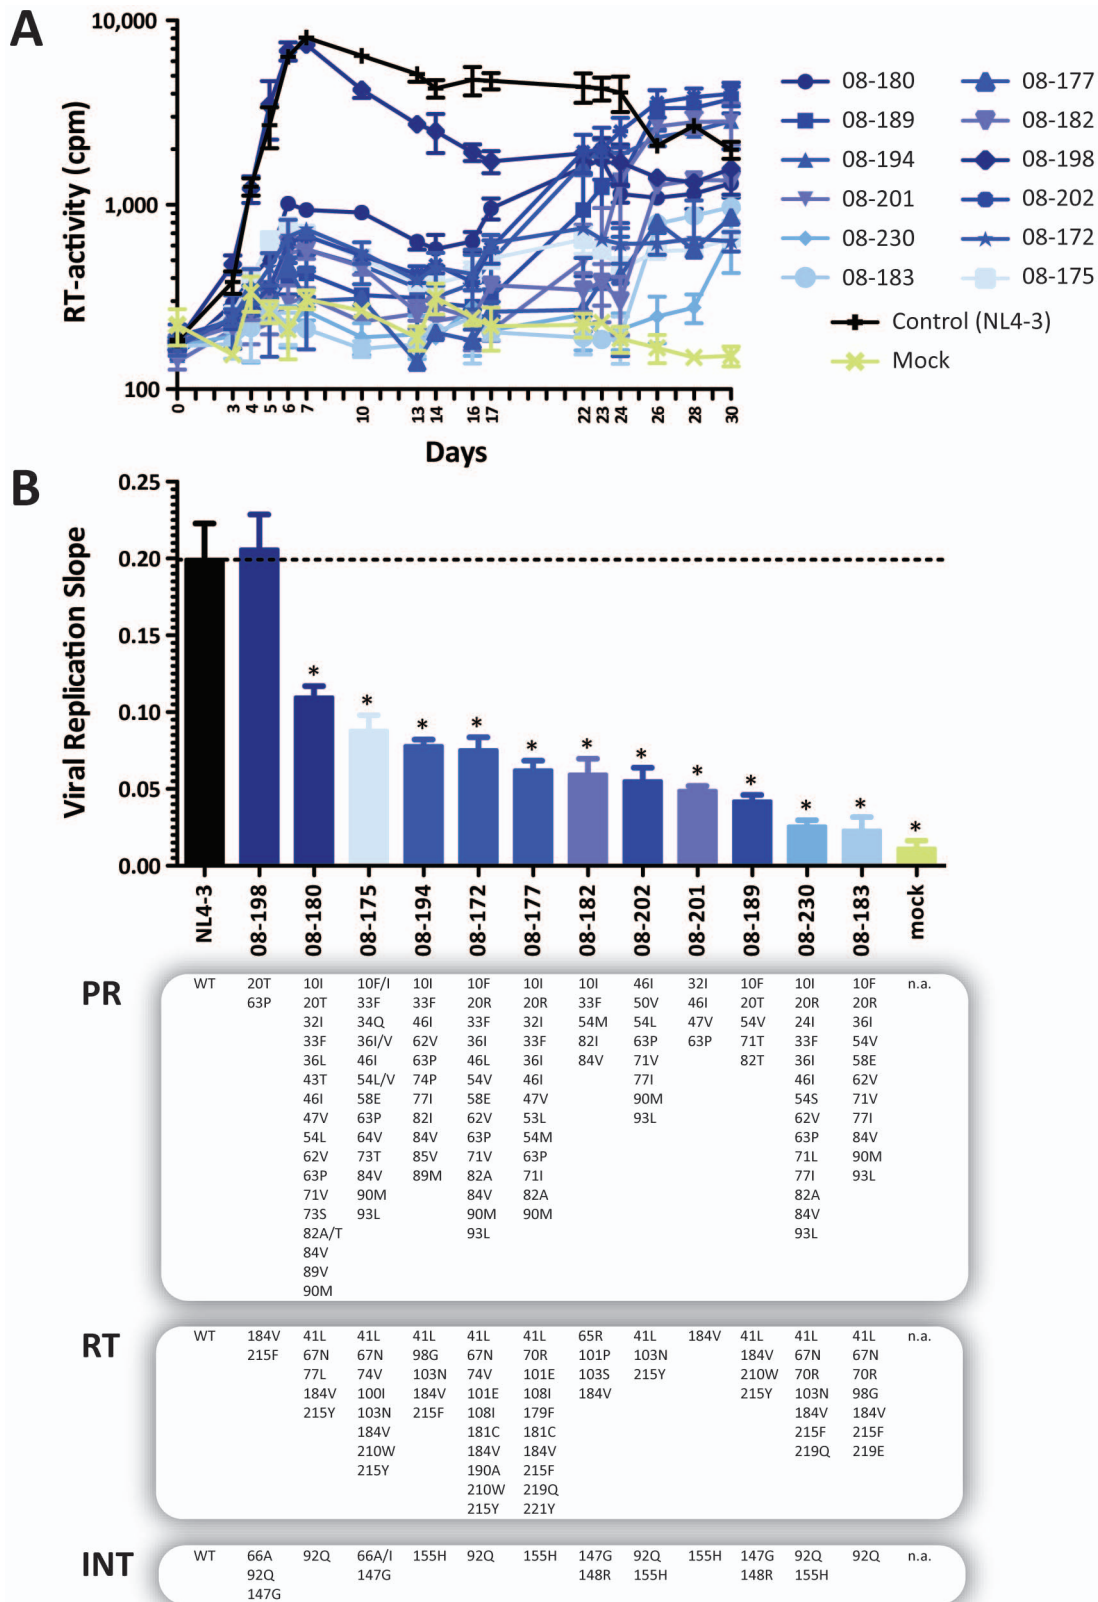 A
10,000
1,000
100
RT-activity (cpm)
0 3 4 5 6 7 10 13 14 16 17 22 23 24 26 28 30
Days
08-180 08-177
08-189 08-182
08-194 08-198
08-201 08-202
08-230 08-172
08-183 08-175
Control (NL4-3)
Mock
B
0.25
0.20
0.15
0.10
0.05
0.00
Viral Replication Slope
* * * * * * * * * * * *
NL4-3 08-198 08-180 08-175 08-194 08-172 08-177 08-182 08-202 08-201 08-189 08-230 08-183 mock
PR
WT 20T 10I 10F/I 10I 10F 10I 10I 46I 32I 10F 10I 10F n.a.
63P 20T 33F 33F 20R 20R 33F 50V 46I 20T 20R 20R
32I 34Q 46I 33F 32I 54M 54L 47V 54V 24I 36I
33F 36I/V 62V 36I 33F 82I 63P 63P 71T 33F 54V
36L 46I 63P 46L 36I 84V 71V 82T 36I 58E
43T 54L/V 74P 54V 46I 77I 46I 62V
46I 58E 77I 58E 47V 90M 54S 71V
47V 63P 82I 62V 53L 93L 62V 77I
54L 64V 84V 63P 54M 63P 84V
62V 73T 85V 71V 63P 71L 90M
63P 84V 89M 82A 71I 77I 93L
71V 90M 84V 82A 82A
73S 93L 90M 90M 84V
82A/T 93L 93L
84V
89V
90M
RT
WT 184V 41L 41L 41L 41L 41L 65R 41L 184V 41L 41L 41L n.a.
215F 67N 67N 98G 67N 70R 101P 103N 184V 67N 67N
77L 74V 103N 74V 101E 103S 215Y 210W 70R 70R
184V 100I 184V 101E 108I 184V 215Y 103N 98G
215Y 103N 215F 108I 179F 184V 184V
184V 181C 181C 215F 215F
210W 184V 184V 219Q 219E
215Y 190A 215F
210W 219Q
215Y 221Y
INT
WT 66A 92Q 66A/I 155H 92Q 155H 147G 92Q 155H 147G 92Q 92Q n.a.
92Q 147G 148R 155H 148R 155H
147G